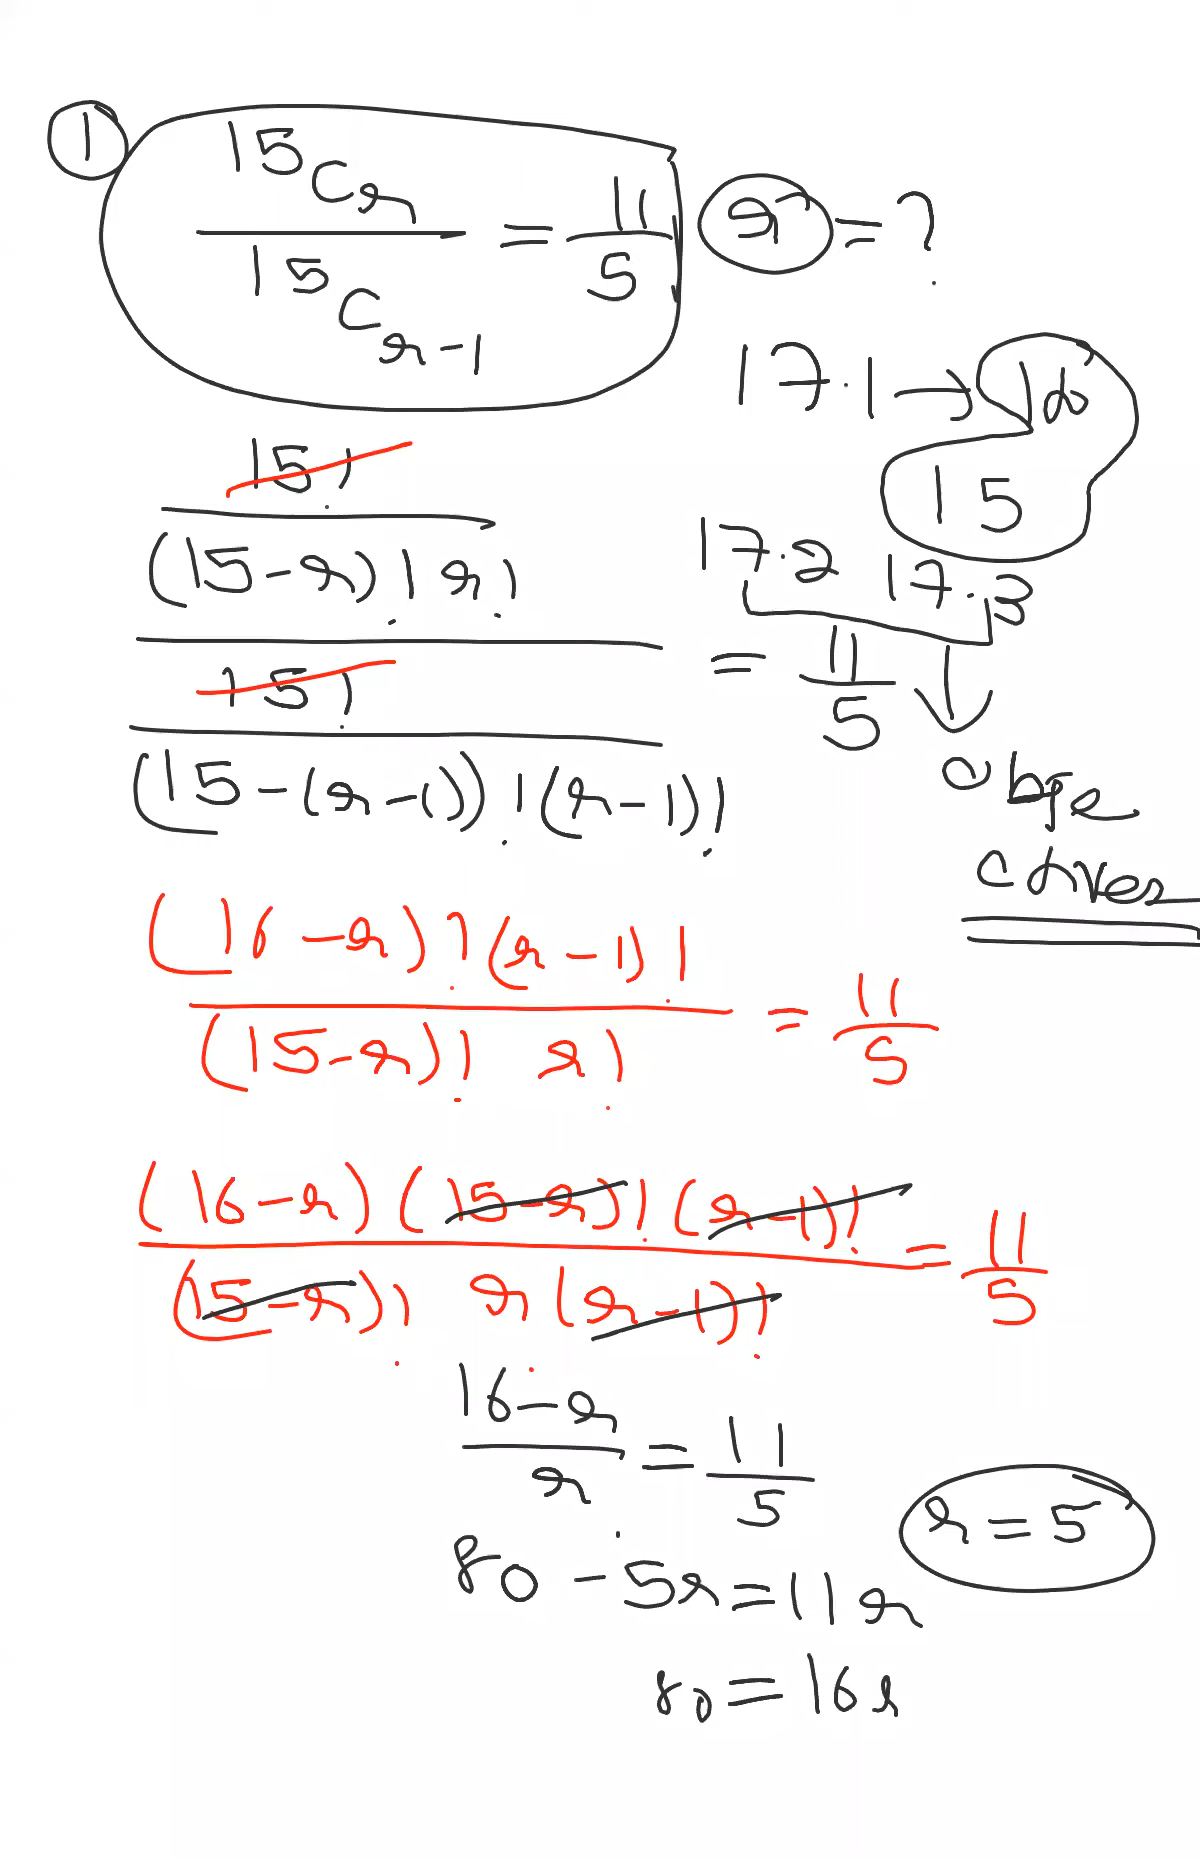 1
15Cr / 15Cr-1 = 11/5 r = ?
17.1 → 
15
17.2 17.3
15! / (15-r)! r!
15! / (15-(r-1))! (r-1)! = 11/5
(16-r)! (r-1)! / (15-r)! r! = 11/5
(16-r) (15-r)! (r-1)! / (15-r)! r (r-1)! = 11/5
16-r / r = 11/5
r = 5
80 - 5r = 11r
80 = 16r